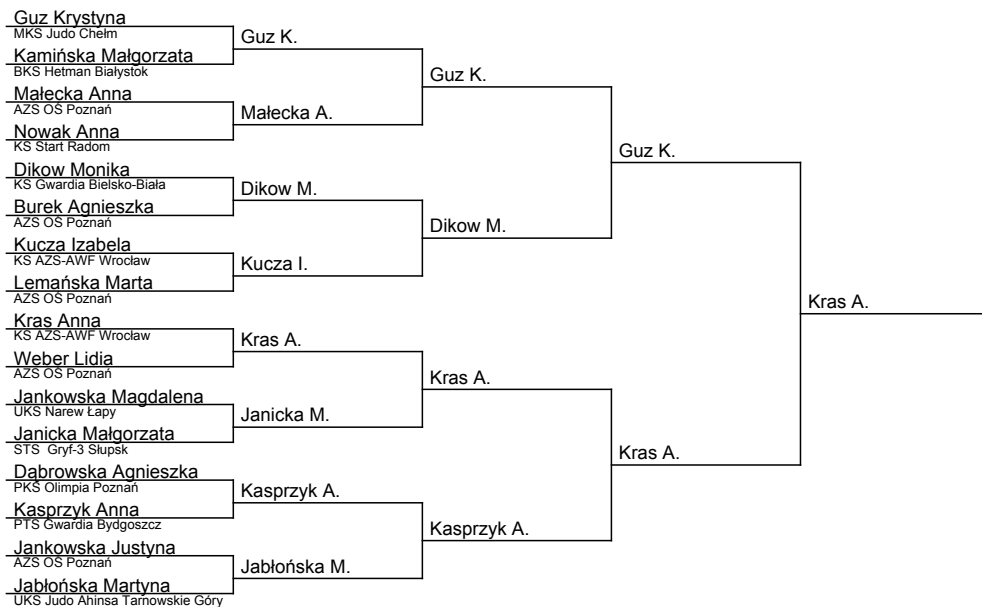 Guz Krystyna
MKS Judo Chełm
Kamińska Małgorzata
BKS Hetman Białystok
Małecka Anna
AZS OŚ Poznań
Nowak Anna
KS Start Radom
Dikow Monika
KS Gwardia Bielsko-Biała
Burek Agnieszka
AZS OŚ Poznań
Kucza Izabela
KS AZS-AWF Wrocław
Lemańska Marta
AZS OŚ Poznań
Kras Anna
KS AZS-AWF Wrocław
Weber Lidia
AZS OŚ Poznań
Jankowska Magdalena
UKS Narew Łapy
Janicka Małgorzata
STS Gryf-3 Słupsk
Dąbrowska Agnieszka
PKS Olimpia Poznań
Kasprzyk Anna
PTS Gwardia Bydgoszcz
Jankowska Justyna
AZS OŚ Poznań
Jabłońska Martyna
UKS Judo Ahinsa Tarnowskie Góry
Guz K.
Małecka A.
Dikow M.
Kucza I.
Kras A.
Janicka M.
Kasprzyk A.
Jabłońska M.
Guz K.
Dikow M.
Kras A.
Kasprzyk A.
Guz K.
Kras A.
Kras A.